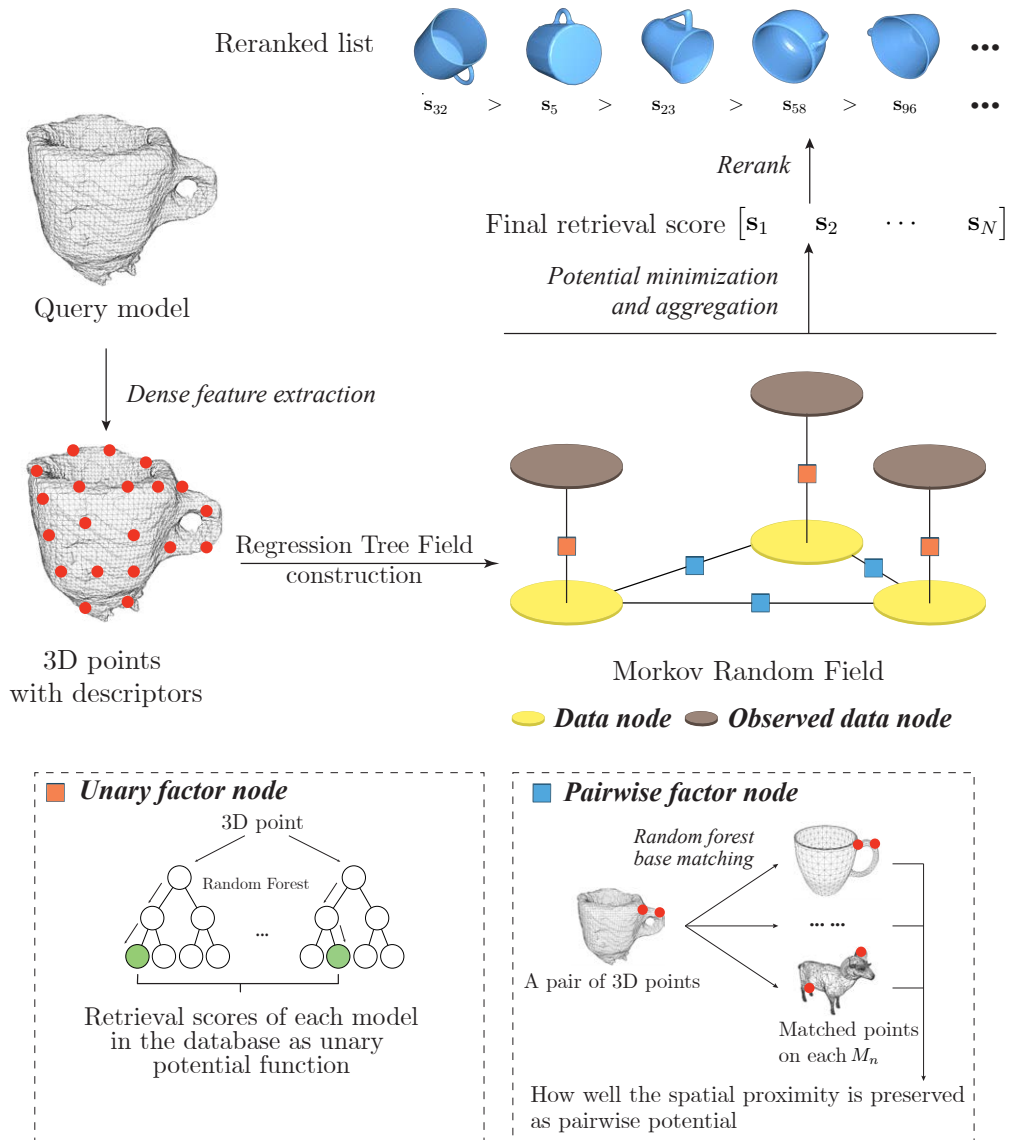 Reranked list
s32 > s5 > s23 > s58 > s96 •••
•••
Rerank
Final retrieval score [s1 s2 ··· sN]
Potential minimization
and aggregation
Query model
Dense feature extraction
Regression Tree Field
construction
3D points
with descriptors
Morkov Random Field
Data node
Observed data node
Unary factor node
3D point
Random Forest
...
Retrieval scores of each model
in the database as unary
potential function
Pairwise factor node
Random forest
base matching
... ...
A pair of 3D points
Matched points
on each Mn
How well the spatial proximity is preserved
as pairwise potential